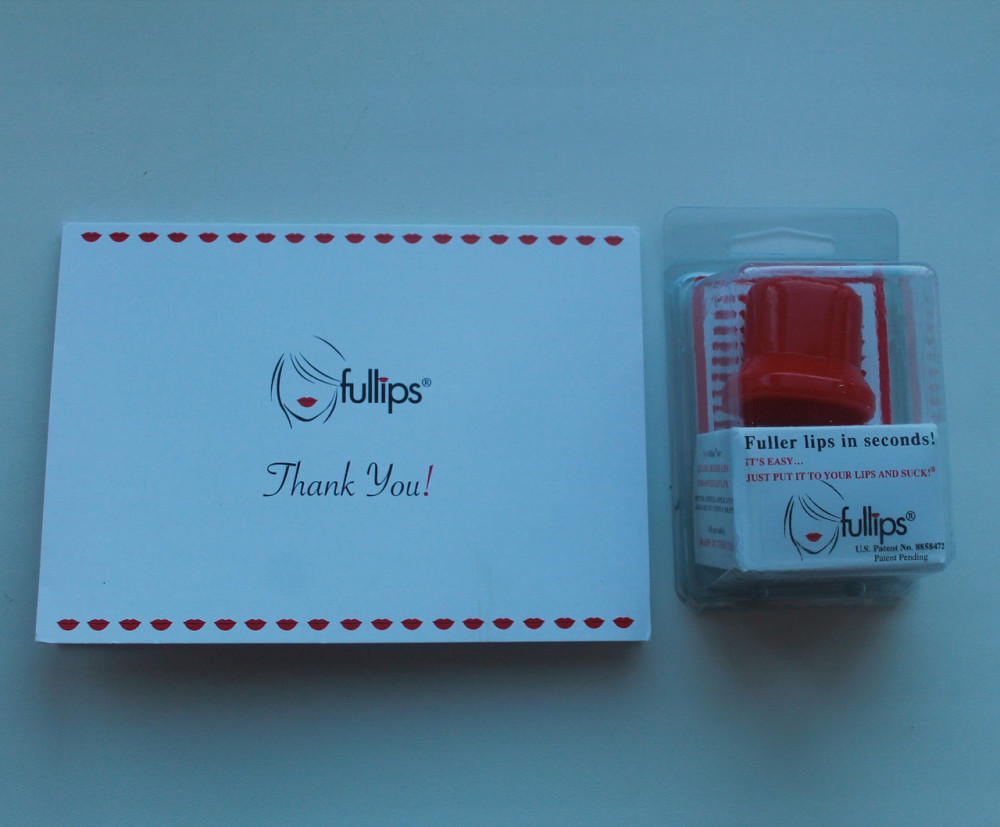 fullips®
Thank You!
Fuller lips in seconds!
IT'S EASY...
JUST PUT IT TO YOUR LIPS AND SUCK!®
fullips®
U.S. Patent No. 8858472
Patent Pending